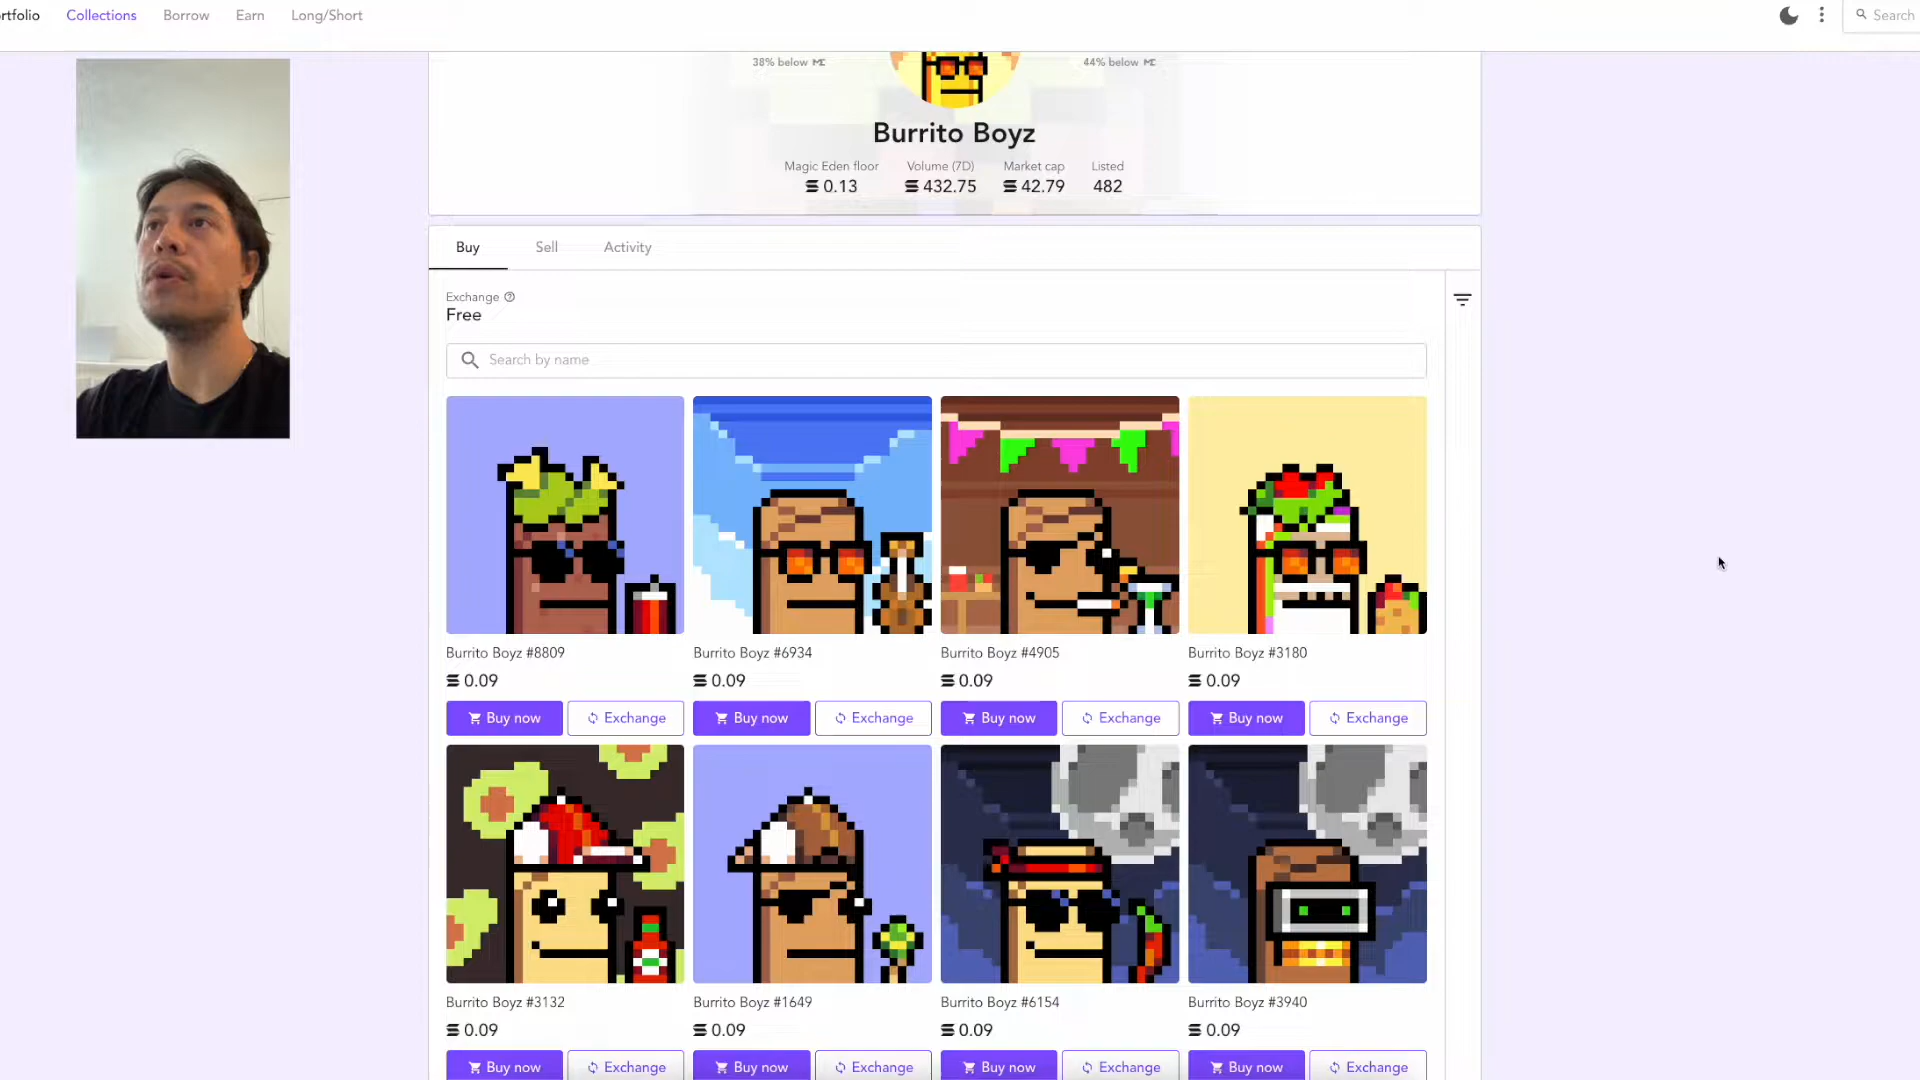 rtfolio Collections Borrow Earn Long/Short Search
38% below ME 44% below ME
Burrito Boyz
Magic Eden floor Volume (7D) Market cap Listed
0.13 432.75 42.79 482
Buy Sell Activity
Exchange
Free
Search by name
Burrito Boyz #8809 Burrito Boyz #6934 Burrito Boyz #4905 Burrito Boyz #3180
0.09 0.09 0.09 0.09
Buy now Exchange Buy now Exchange Buy now Exchange Buy now Exchange
Burrito Boyz #3132 Burrito Boyz #1649 Burrito Boyz #6154 Burrito Boyz #3940
0.09 0.09 0.09 0.09
Buy now Exchange Buy now Exchange Buy now Exchange Buy now Exchange